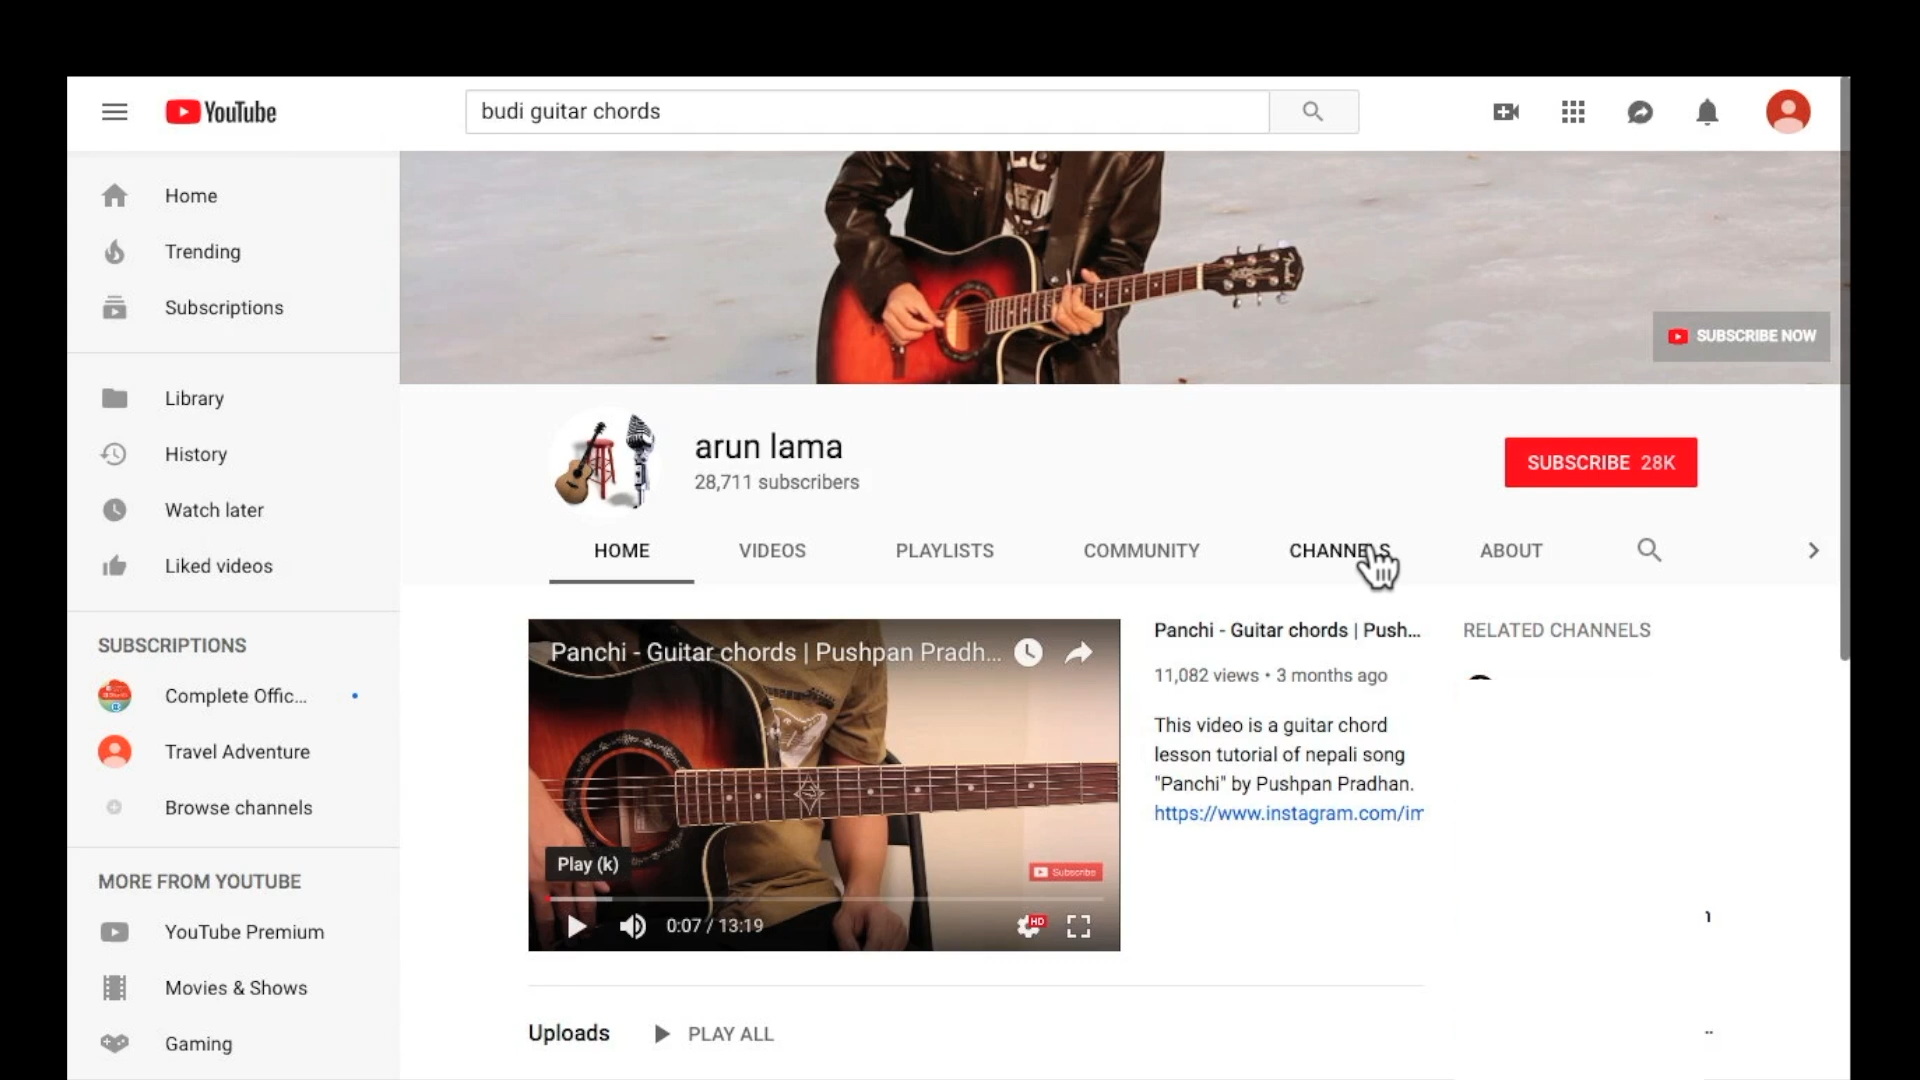 YouTube
budi guitar chords
Home
Trending
Subscriptions
SUBSCRIBE NOW
Library
History
Watch later
Liked videos
arun lama
28,711 subscribers
SUBSCRIBE 28K
HOME VIDEOS PLAYLISTS COMMUNITY CHANNELS ABOUT
SUBSCRIPTIONS
Complete Offic...
Travel Adventure
Browse channels
Panchi - Guitar chords | Pushpan Pradh...
Play (k)
Subscribe
0:07 / 13:19
HD
Panchi - Guitar chords | Push...
11,082 views • 3 months ago
This video is a guitar chord
lesson tutorial of nepali song
"Panchi" by Pushpan Pradhan.
https://www.instagram.com/im
RELATED CHANNELS
MORE FROM YOUTUBE
YouTube Premium
Movies & Shows
Gaming
Uploads PLAY ALL